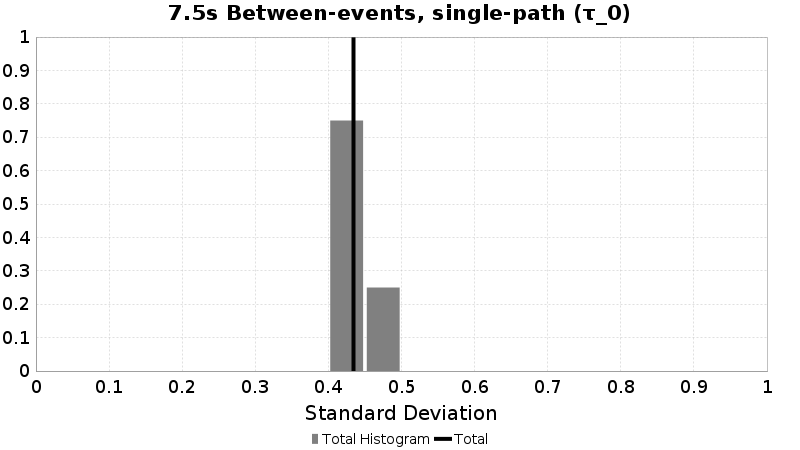 7.5s Between-events, single-path (τ_0)
1
0.9
0.8
0.7
0.6
0.5
0.4
0.3
0.2
0.1
0
0 0.1 0.2 0.3 0.4 0.5 0.6 0.7 0.8 0.9 1
Standard Deviation
Total Histogram Total